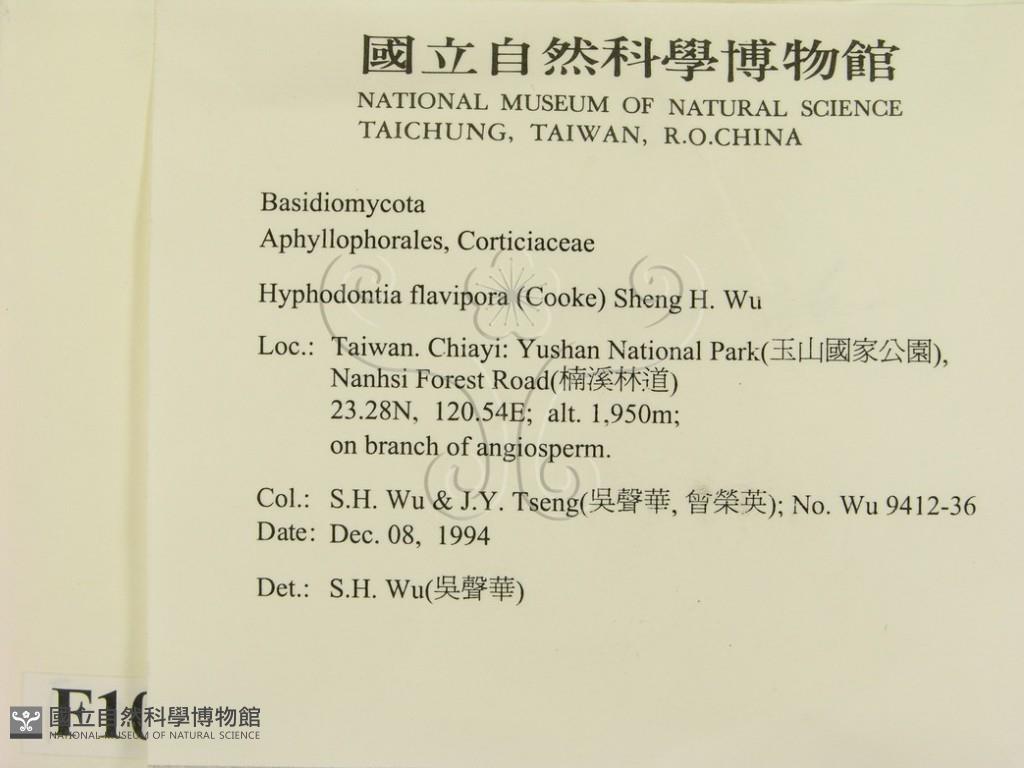 國立自然科學博物館
NATIONAL MUSEUM OF NATURAL SCIENCE
TAICHUNG, TAIWAN, R.O.CHINA
Basidiomycota
Aphyllophorales, Corticiaceae
Hyphodontia flavipora (Cooke) Sheng H. Wu
Loc.: Taiwan. Chiayi: Yushan National Park(玉山國家公園),
Nanhsi Forest Road(楠溪林道)
23.28N, 120.54E; alt. 1,950m;
on branch of angiosperm.
Col.: S.H. Wu & J.Y. Tseng(吳聲華, 曾榮英); No. Wu 9412-36
Date: Dec. 08, 1994
Det.: S.H. Wu(吳聲華)
國立自然科學博物館
NATIONAL MUSEUM OF NATURAL SCIENCE